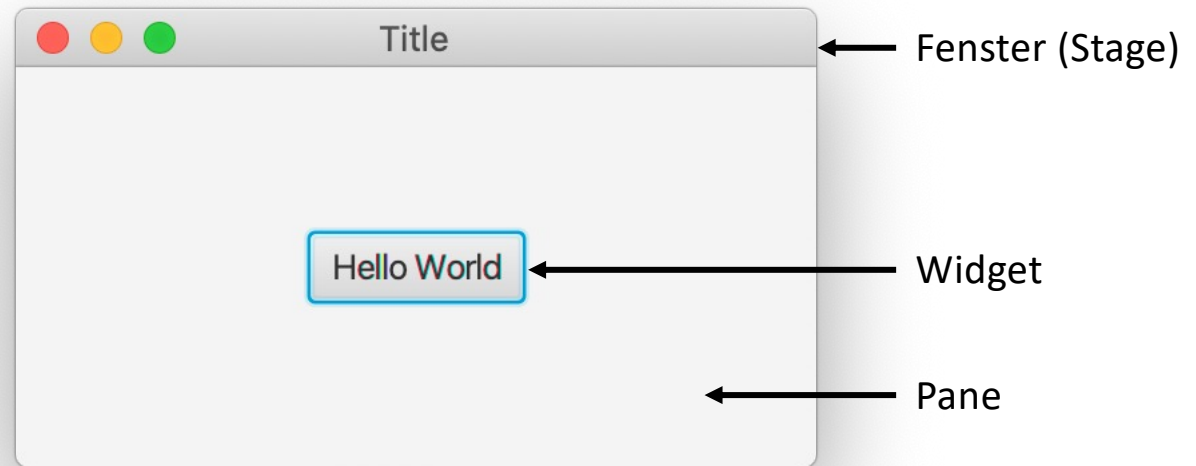 Title
Fenster (Stage)
Hello World
Widget
Pane